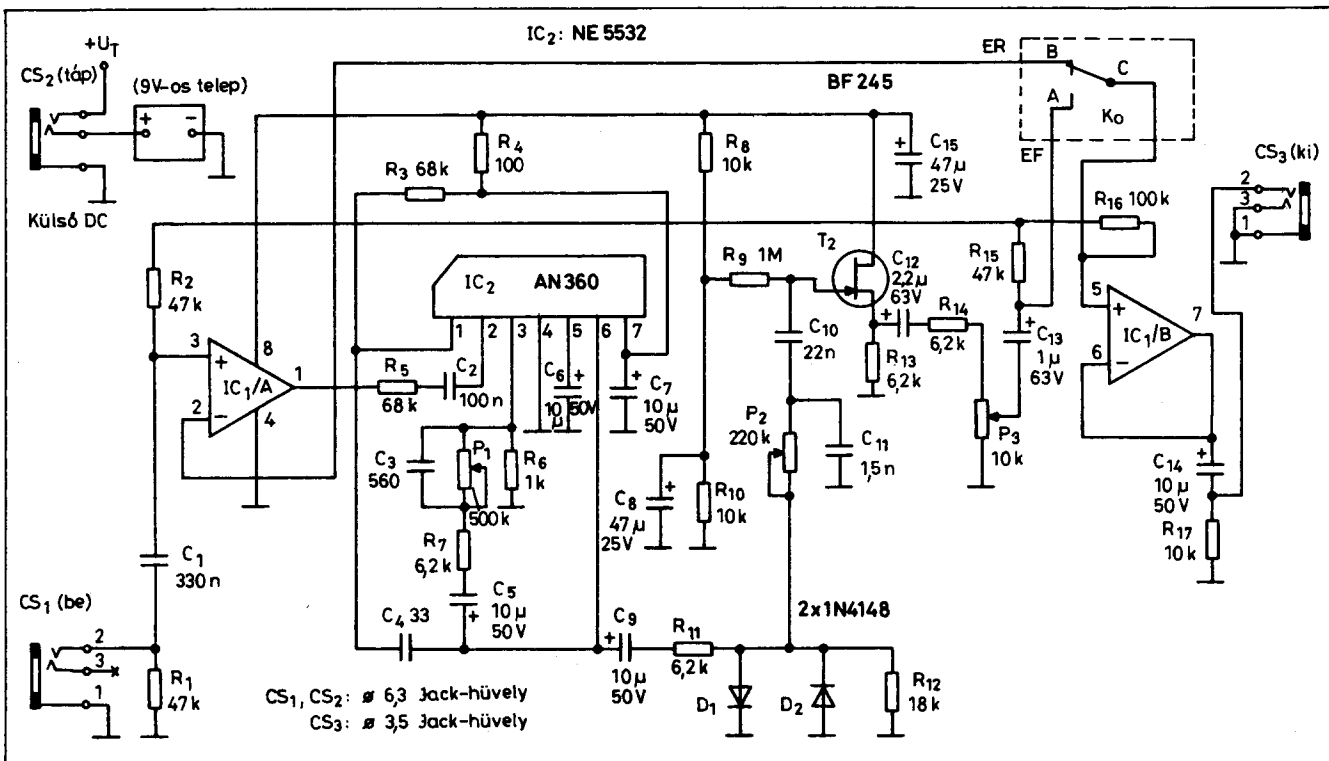 IC2: NE 5532
+UT
CS2 (táp)
(9V-os telep)
+ -
Külső DC
ER
B
C
A
Ko
EF
BF 245
CS3 (ki)
2
3
1
R4
100
R3 68k
R8
10k
+ C15
47µ
25V
R16 100k
R2
47k
IC2 AN360
1 2 3 4 5 6 7
R9 1M
T2
C12
2,2µ
63V
+
R15
47k
R14
6,2k
C10
22n
R13
6,2k
+
C13
1µ
63V
5
+
IC1/B
7
6
-
3
+
8
IC1/A
1
2
-
4
R5
68k
C2
100n
C6 +
10µ 50V
+
C7
10µ
50V
C3
560
P1
500k
R6
1k
R7
6,2k
P2
220k
C11
1,5n
P3
10k
+
C14
10µ
50V
R17
10k
+
C8
47µ
25V
R10
10k
C1
330n
C5
10µ
50V
+
C4 33
+ C9
10µ
50V
R11
6,2k
2x1N4148
D1
D2
R12
18k
CS1 (be)
2
3
1
R1
47k
CS1, CS2: ø 6,3 Jack-hüvely
CS3: ø 3,5 Jack-hüvely